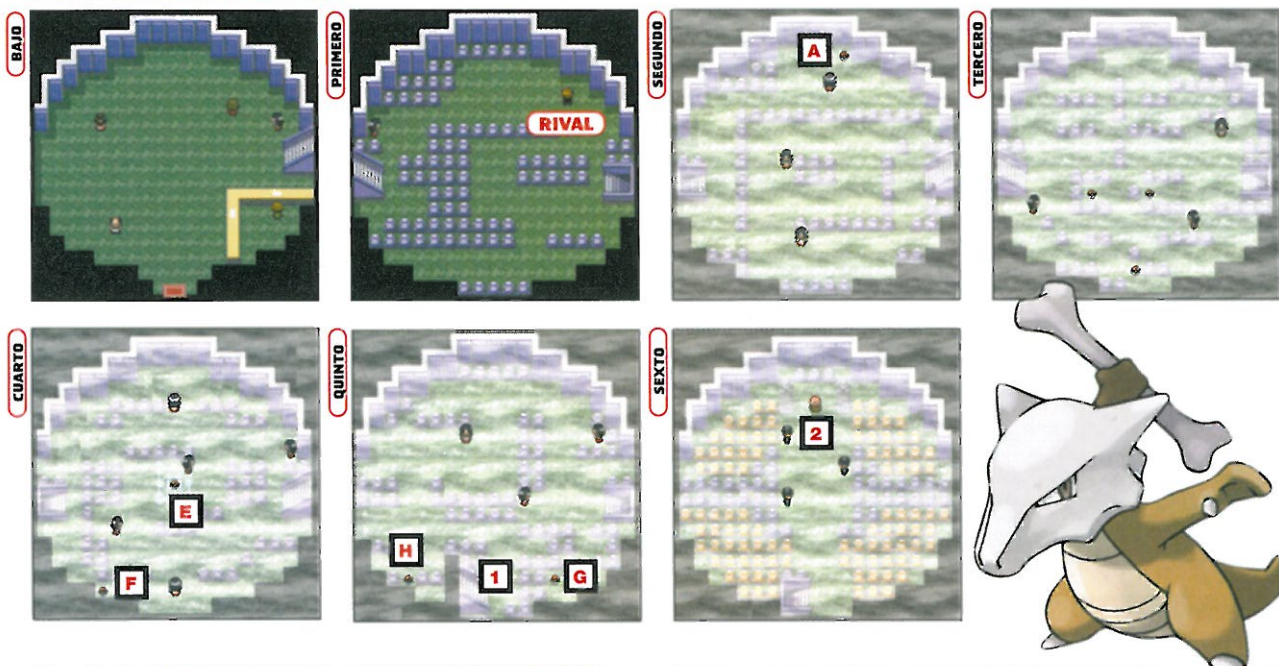 BAJO
PRIMERO
RIVAL
SEGUNDO
A
TERCERO
CUARTO
E
F
QUINTO
H
1
G
SEXTO
2